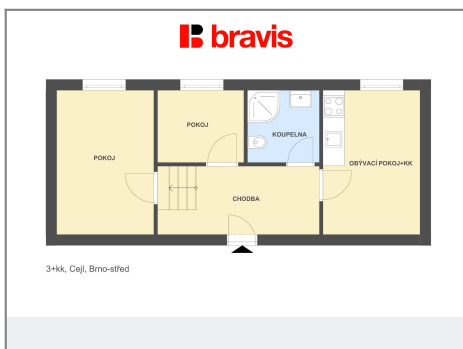 bravis
POKOJ
POKOJ
KOUPELNA
OBÝVACÍ POKOJ+KK
CHODBA
3+kk, Cejl, Brno-střed